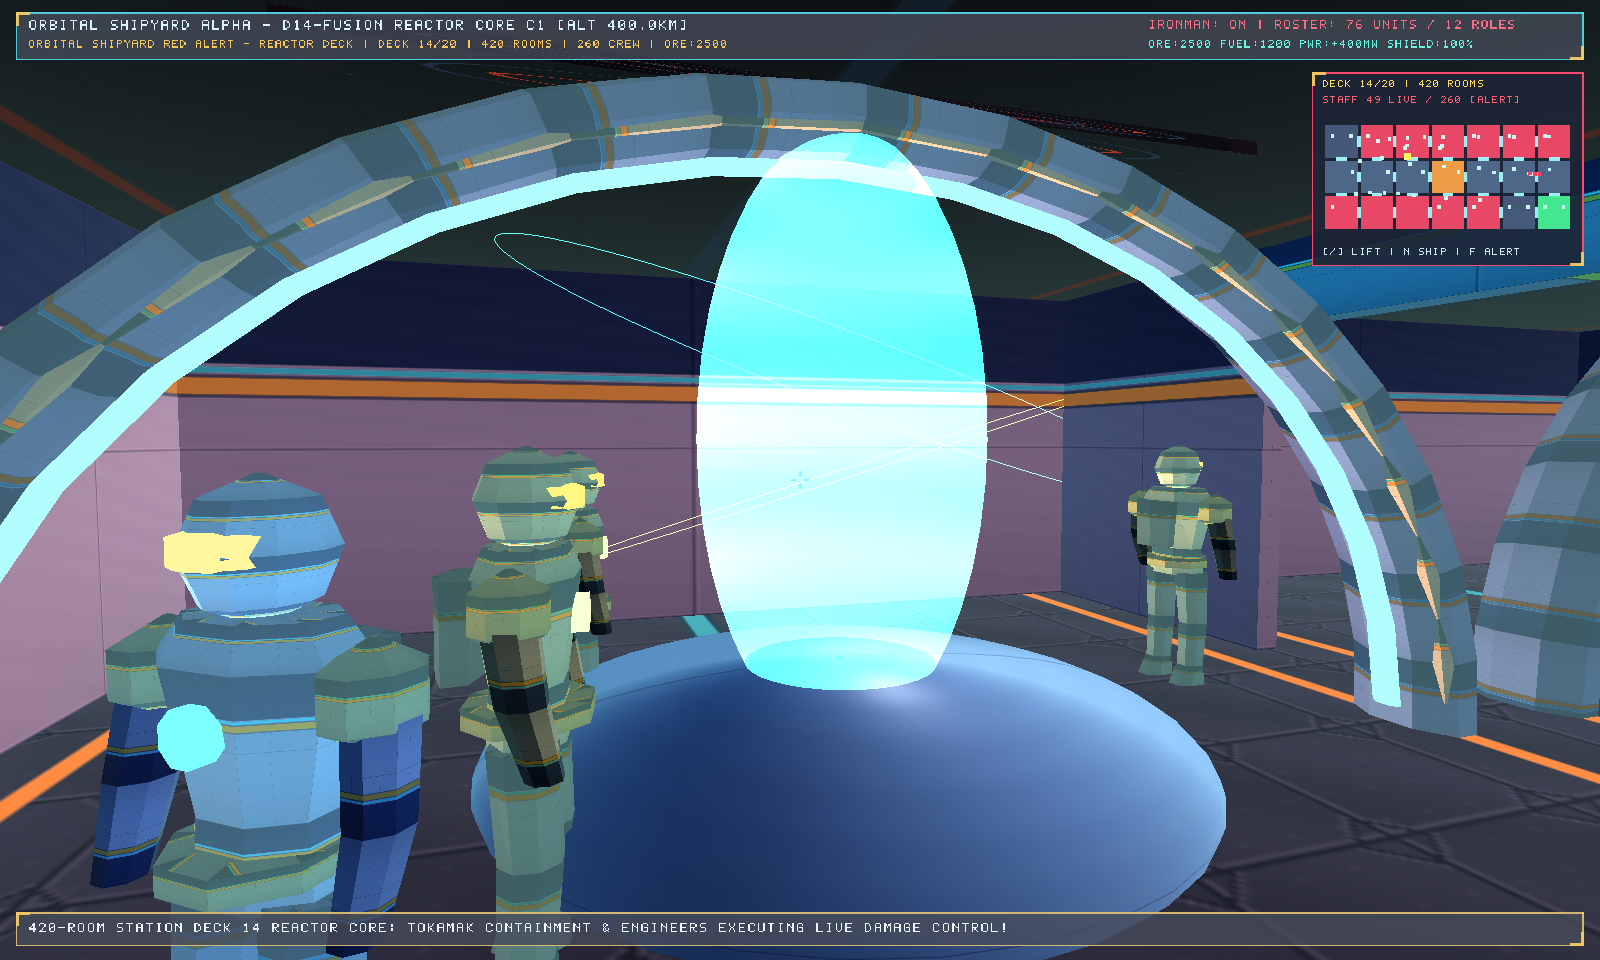 ORBITAL SHIPYARD ALPHA - D14-FUSION REACTOR CORE C1 [ALT 400.0KM]
ORBITAL SHIPYARD RED ALERT - REACTOR DECK | DECK 14/20 | 420 ROOMS | 260 CREW | ORE:2500
IRONMAN: ON | ROSTER: 76 UNITS / 12 ROLES
ORE:2500 FUEL:1200 PWR:+400MW SHIELD:100%
DECK 14/20 | 420 ROOMS
STAFF 49 LIVE / 260 [ALERT]
[/] LIFT | N SHIP | F ALERT
420-ROOM STATION DECK 14 REACTOR CORE: TOKAMAK CONTAINMENT & ENGINEERS EXECUTING LIVE DAMAGE CONTROL!